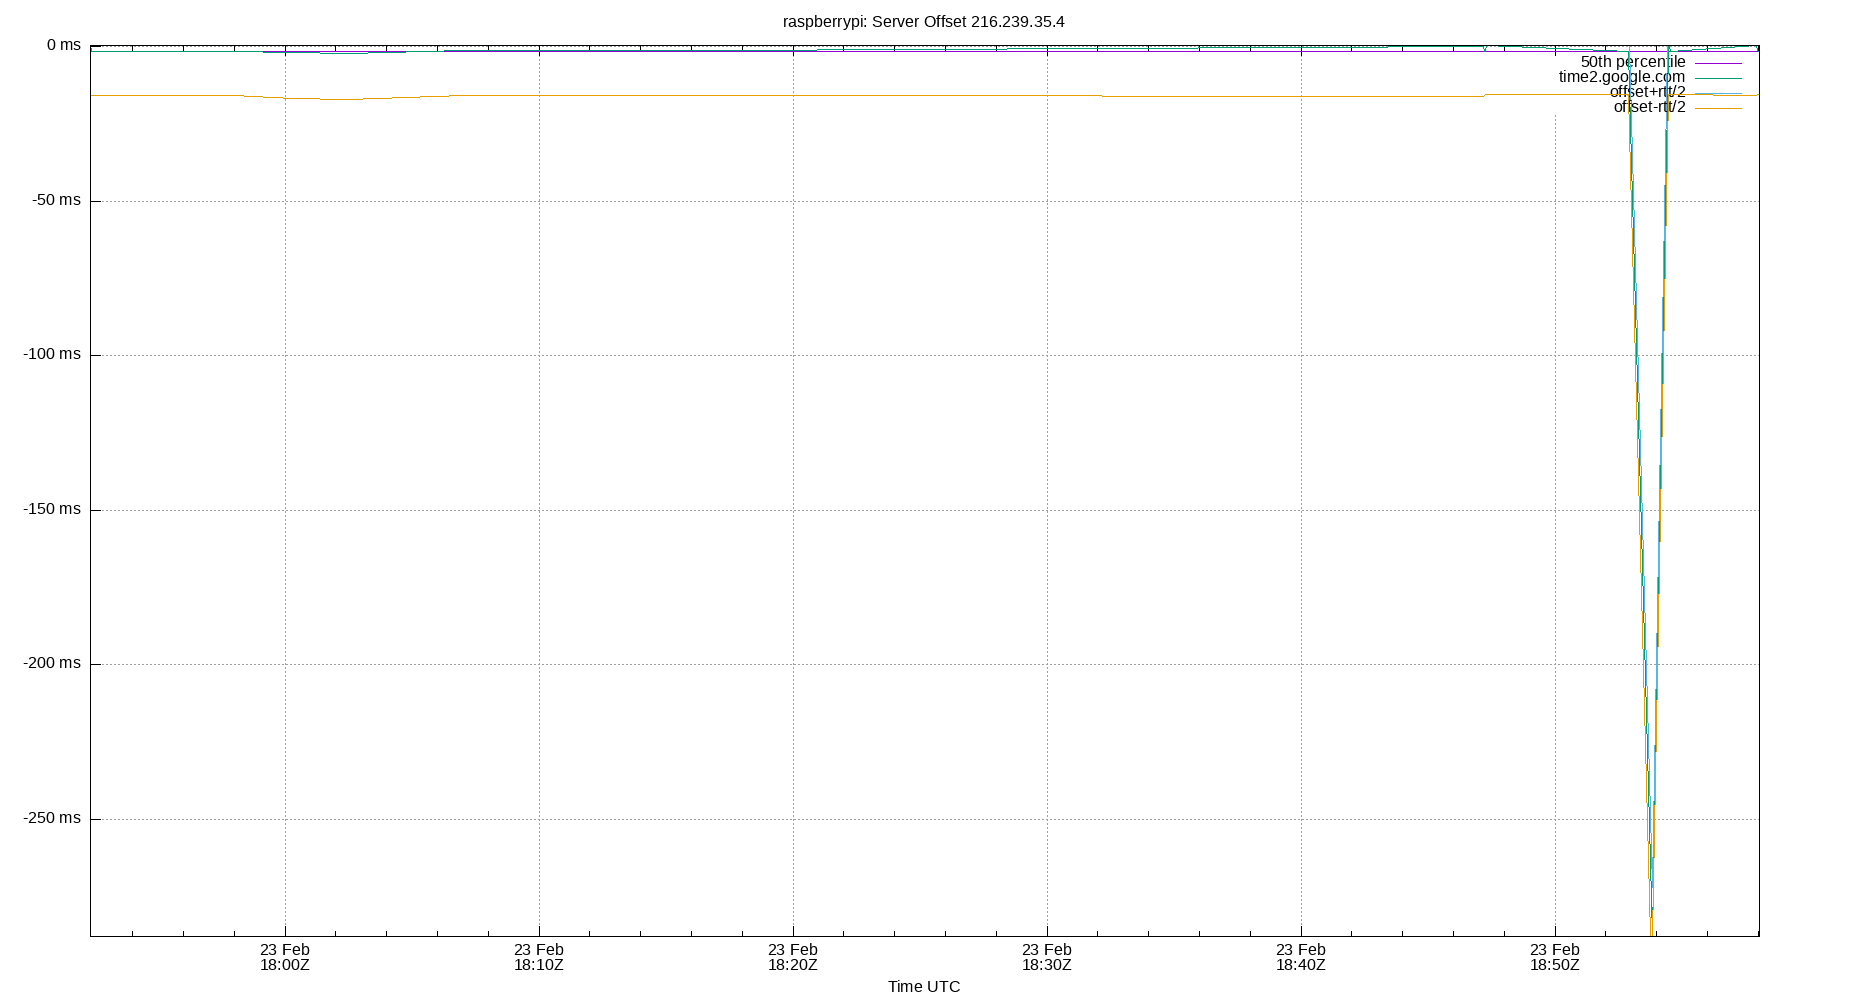 raspberrypi: Server Offset 216.239.35.4
0 ms
50th percentile
time2.google.com
offset+rtt/2
offset-rtt/2
-50 ms
-100 ms
-150 ms
-200 ms
-250 ms
23 Feb 23 Feb 23 Feb 23 Feb 23 Feb 23 Feb
18:00Z 18:10Z 18:20Z 18:30Z 18:40Z 18:50Z
Time UTC